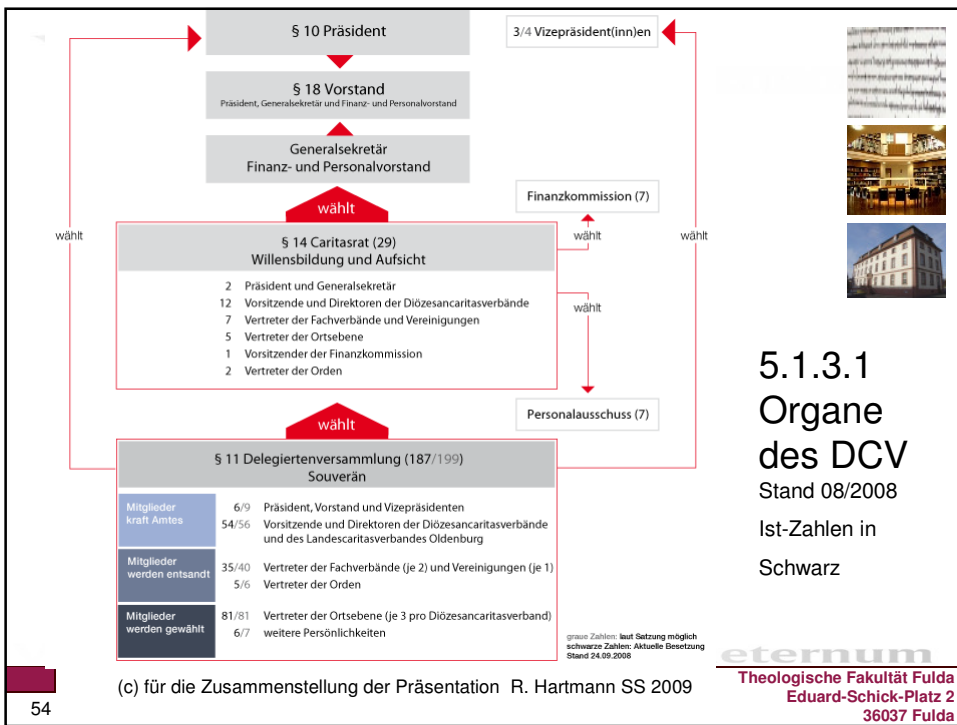 § 10 Präsident
3/4 Vizepräsident(inn)en
§ 18 Vorstand
Präsident, Generalsekretär und Finanz- und Personalvorstand
Generalsekretär
Finanz- und Personalvorstand
wählt
Finanzkommission (7)
wählt
wählt
wählt
§ 14 Caritasrat (29)
Willensbildung und Aufsicht
2 Präsident und Generalsekretär
12 Vorsitzende und Direktoren der Diözesancaritasverbände
7 Vertreter der Fachverbände und Vereinigungen
5 Vertreter der Ortsebene
1 Vorsitzender der Finanzkommission
2 Vertreter der Orden
wählt
Personalausschuss (7)
wählt
§ 11 Delegiertenversammlung (187/199)
Souverän
Mitglieder
kraft Amtes
6/9 Präsident, Vorstand und Vizepräsidenten
54/56 Vorsitzende und Direktoren der Diözesancaritasverbände
und des Landescaritasverbandes Oldenburg
Mitglieder
werden entsandt
35/40 Vertreter der Fachverbände (je 2) und Vereinigungen (je 1)
5/6 Vertreter der Orden
Mitglieder
werden gewählt
81/81 Vertreter der Ortsebene (je 3 pro Diözesancaritasverband)
6/7 weitere Persönlichkeiten
graue Zahlen: laut Satzung möglich
schwarze Zahlen: Aktuelle Besetzung
Stand 24.09.2008
5.1.3.1
Organe
des DCV
Stand 08/2008
Ist-Zahlen in
Schwarz
eternum
Theologische Fakultät Fulda
Eduard-Schick-Platz 2
36037 Fulda
(c) für die Zusammenstellung der Präsentation R. Hartmann SS 2009
54